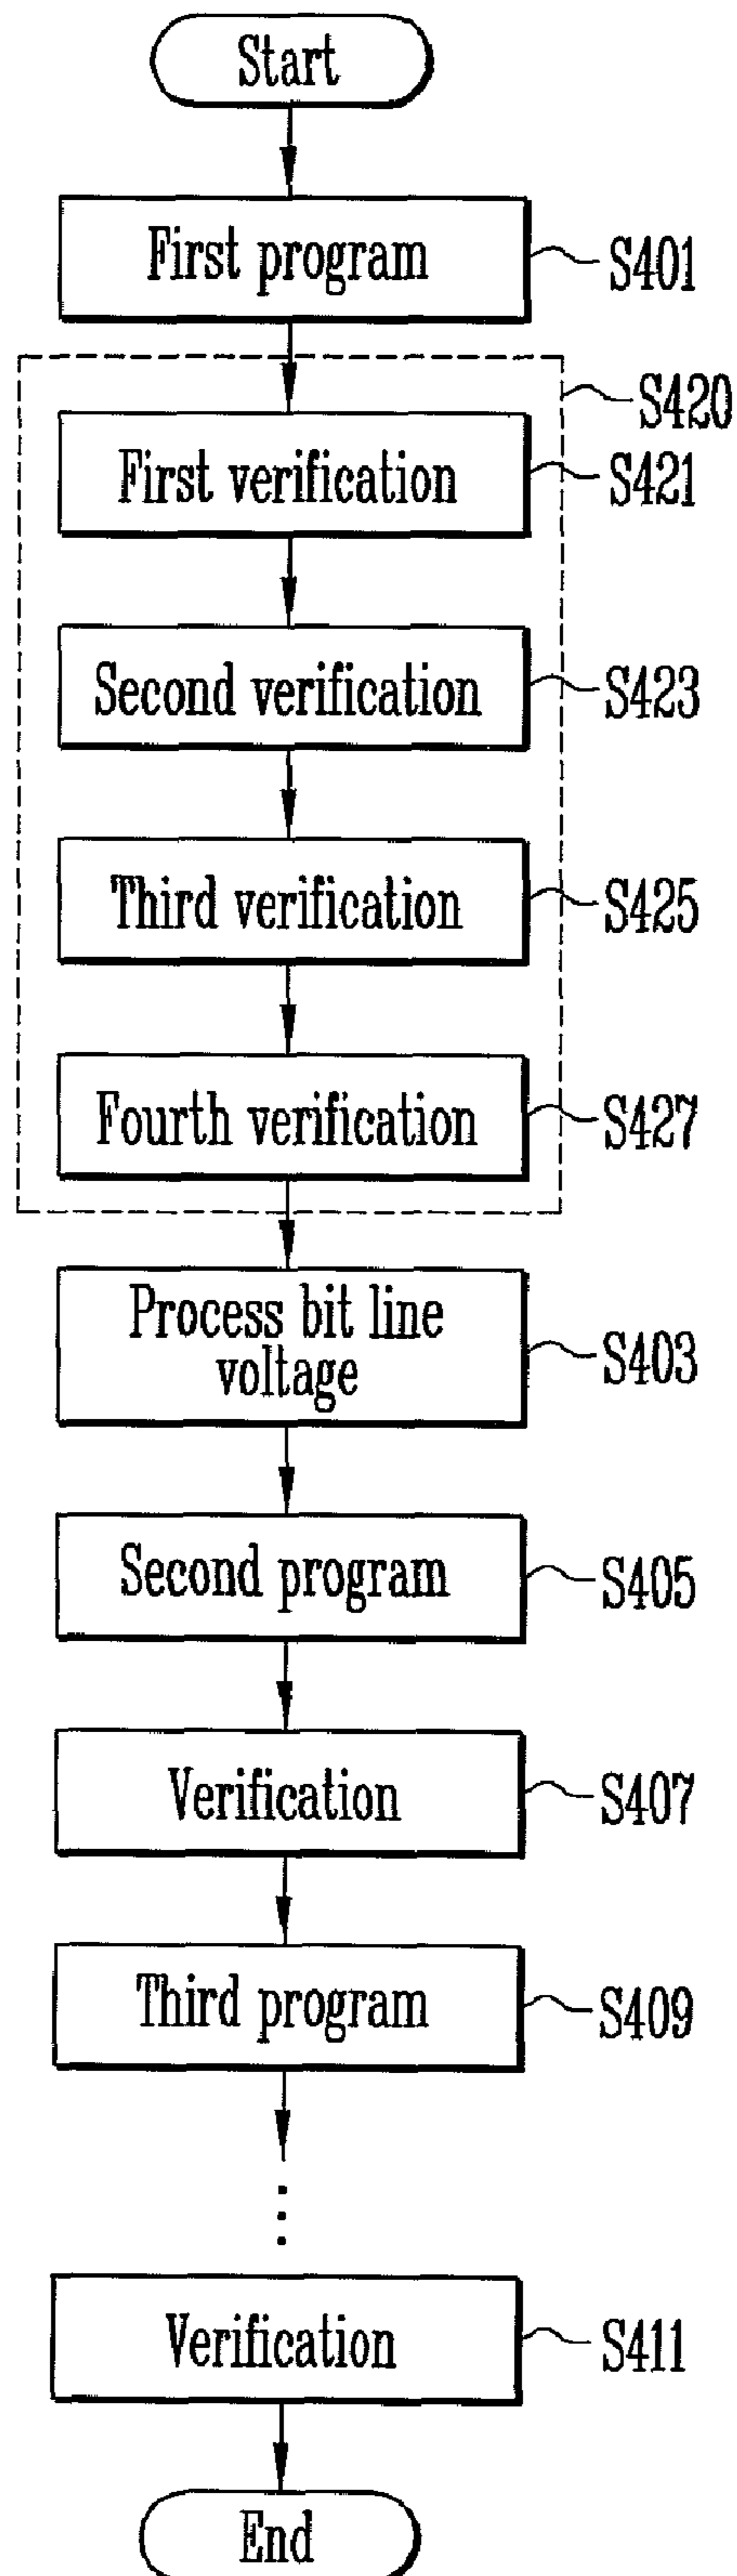 Start
First program
S401
S420
First verification
S421
Second verification
S423
Third verification
S425
Fourth verification
S427
Process bit line
voltage
S403
Second program
S405
Verification
S407
Third program
S409
Verification
S411
End